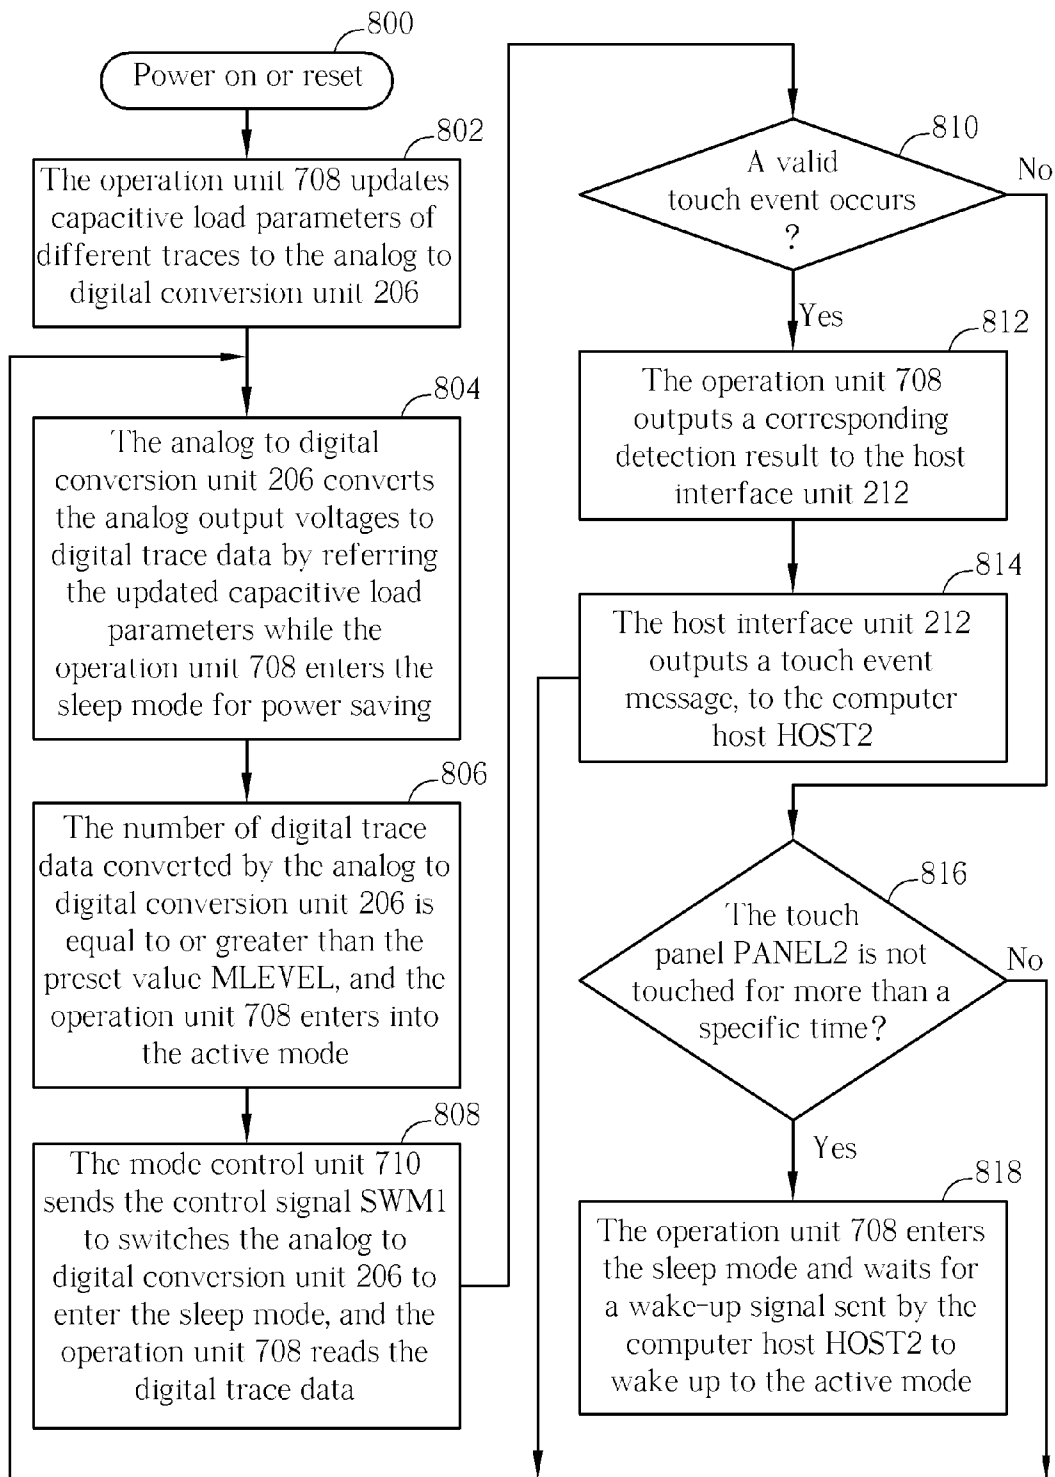 800
Power on or reset
802
The operation unit 708 updates
capacitive load parameters of
different traces to the analog to
digital conversion unit 206
804
The analog to digital
conversion unit 206 converts
the analog output voltages to
digital trace data by referring
the updated capacitive load
parameters while the
operation unit 708 enters the
sleep mode for power saving
806
The number of digital trace
data converted by the analog to
digital conversion unit 206 is
equal to or greater than the
preset value MLEVEL, and the
operation unit 708 enters into
the active mode
808
The mode control unit 710
sends the control signal SWM1
to switches the analog to
digital conversion unit 206 to
enter the sleep mode, and the
operation unit 708 reads the
digital trace data
810
A valid
touch event occurs
?
No
Yes
812
The operation unit 708
outputs a corresponding
detection result to the host
interface unit 212
814
The host interface unit 212
outputs a touch event
message, to the computer
host HOST2
816
The touch
panel PANEL2 is not
touched for more than a
specific time?
No
Yes
818
The operation unit 708 enters
the sleep mode and waits for
a wake-up signal sent by the
computer host HOST2 to
wake up to the active mode